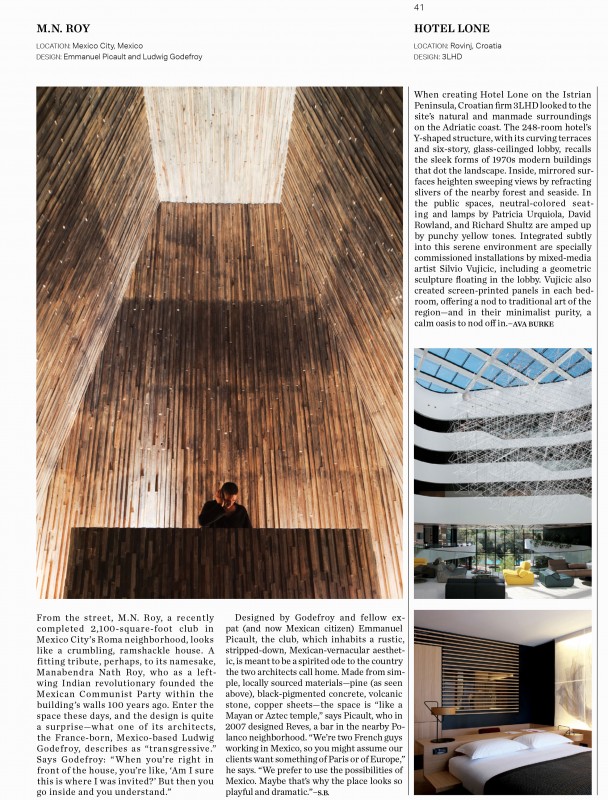 41
M.N. ROY
LOCATION: Mexico City, Mexico
DESIGN: Emmanuel Picault and Ludwig Godefroy
From the street, M.N. Roy, a recently
completed 2,100-square-foot club in
Mexico City's Roma neighborhood, looks
like a crumbling, ramshackle house. A
fitting tribute, perhaps, to its namesake,
Manabendra Nath Roy, who as a left-
wing Indian revolutionary founded the
Mexican Communist Party within the
building's walls 100 years ago. Enter the
space these days, and the design is quite
a surprise—what one of its architects,
the France-born, Mexico-based Ludwig
Godefroy, describes as “transgressive.”
Says Godefroy: “When you're right in
front of the house, you're like, ‘Am I sure
this is where I was invited?’ But then you
go inside and you understand.”
Designed by Godefroy and fellow ex-
pat (and now Mexican citizen) Emmanuel
Picault, the club, which inhabits a rustic,
stripped-down, Mexican-vernacular aesthet-
ic, is meant to be a spirited ode to the country
the two architects call home. Made from sim-
ple, locally sourced materials—pine (as seen
above), black-pigmented concrete, volcanic
stone, copper sheets—the space is “like a
Mayan or Aztec temple,” says Picault, who in
2007 designed Reves, a bar in the nearby Po-
lanco neighborhood. “We're two French guys
working in Mexico, so you might assume our
clients want something of Paris or of Europe,”
he says. “We prefer to use the possibilities of
Mexico. Maybe that's why the place looks so
playful and dramatic.”–S.B.
HOTEL LONE
LOCATION: Rovinj, Croatia
DESIGN: 3LHD
When creating Hotel Lone on the Istrian
Peninsula, Croatian firm 3LHD looked to the
site's natural and manmade surroundings
on the Adriatic coast. The 248-room hotel's
Y-shaped structure, with its curving terraces
and six-story, glass-ceilinged lobby, recalls
the sleek forms of 1970s modern buildings
that dot the landscape. Inside, mirrored sur-
faces heighten sweeping views by refracting
slivers of the nearby forest and seaside. In
the public spaces, neutral-colored seat-
ing and lamps by Patricia Urquiola, David
Rowland, and Richard Shultz are amped up
by punchy yellow tones. Integrated subtly
into this serene environment are specially
commissioned installations by mixed-media
artist Silvio Vujicic, including a geometric
sculpture floating in the lobby. Vujicic also
created screen-printed panels in each bed-
room, offering a nod to traditional art of the
region—and in their minimalist purity, a
calm oasis to nod off in.–AVA BURKE